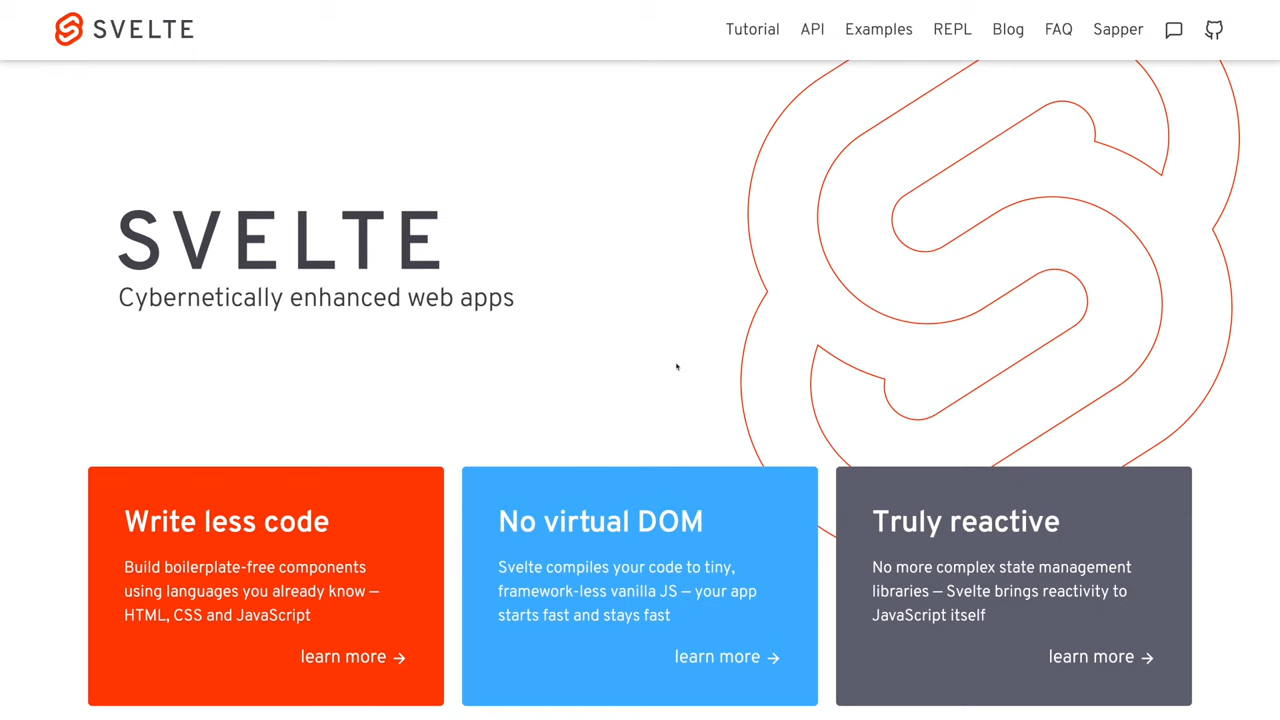 SVELTE
Tutorial API Examples REPL Blog FAQ Sapper
SVELTE
Cybernetically enhanced web apps
Write less code
Build boilerplate-free components
using languages you already know —
HTML, CSS and JavaScript
learn more →
No virtual DOM
Svelte compiles your code to tiny,
framework-less vanilla JS — your app
starts fast and stays fast
learn more →
Truly reactive
No more complex state management
libraries — Svelte brings reactivity to
JavaScript itself
learn more →